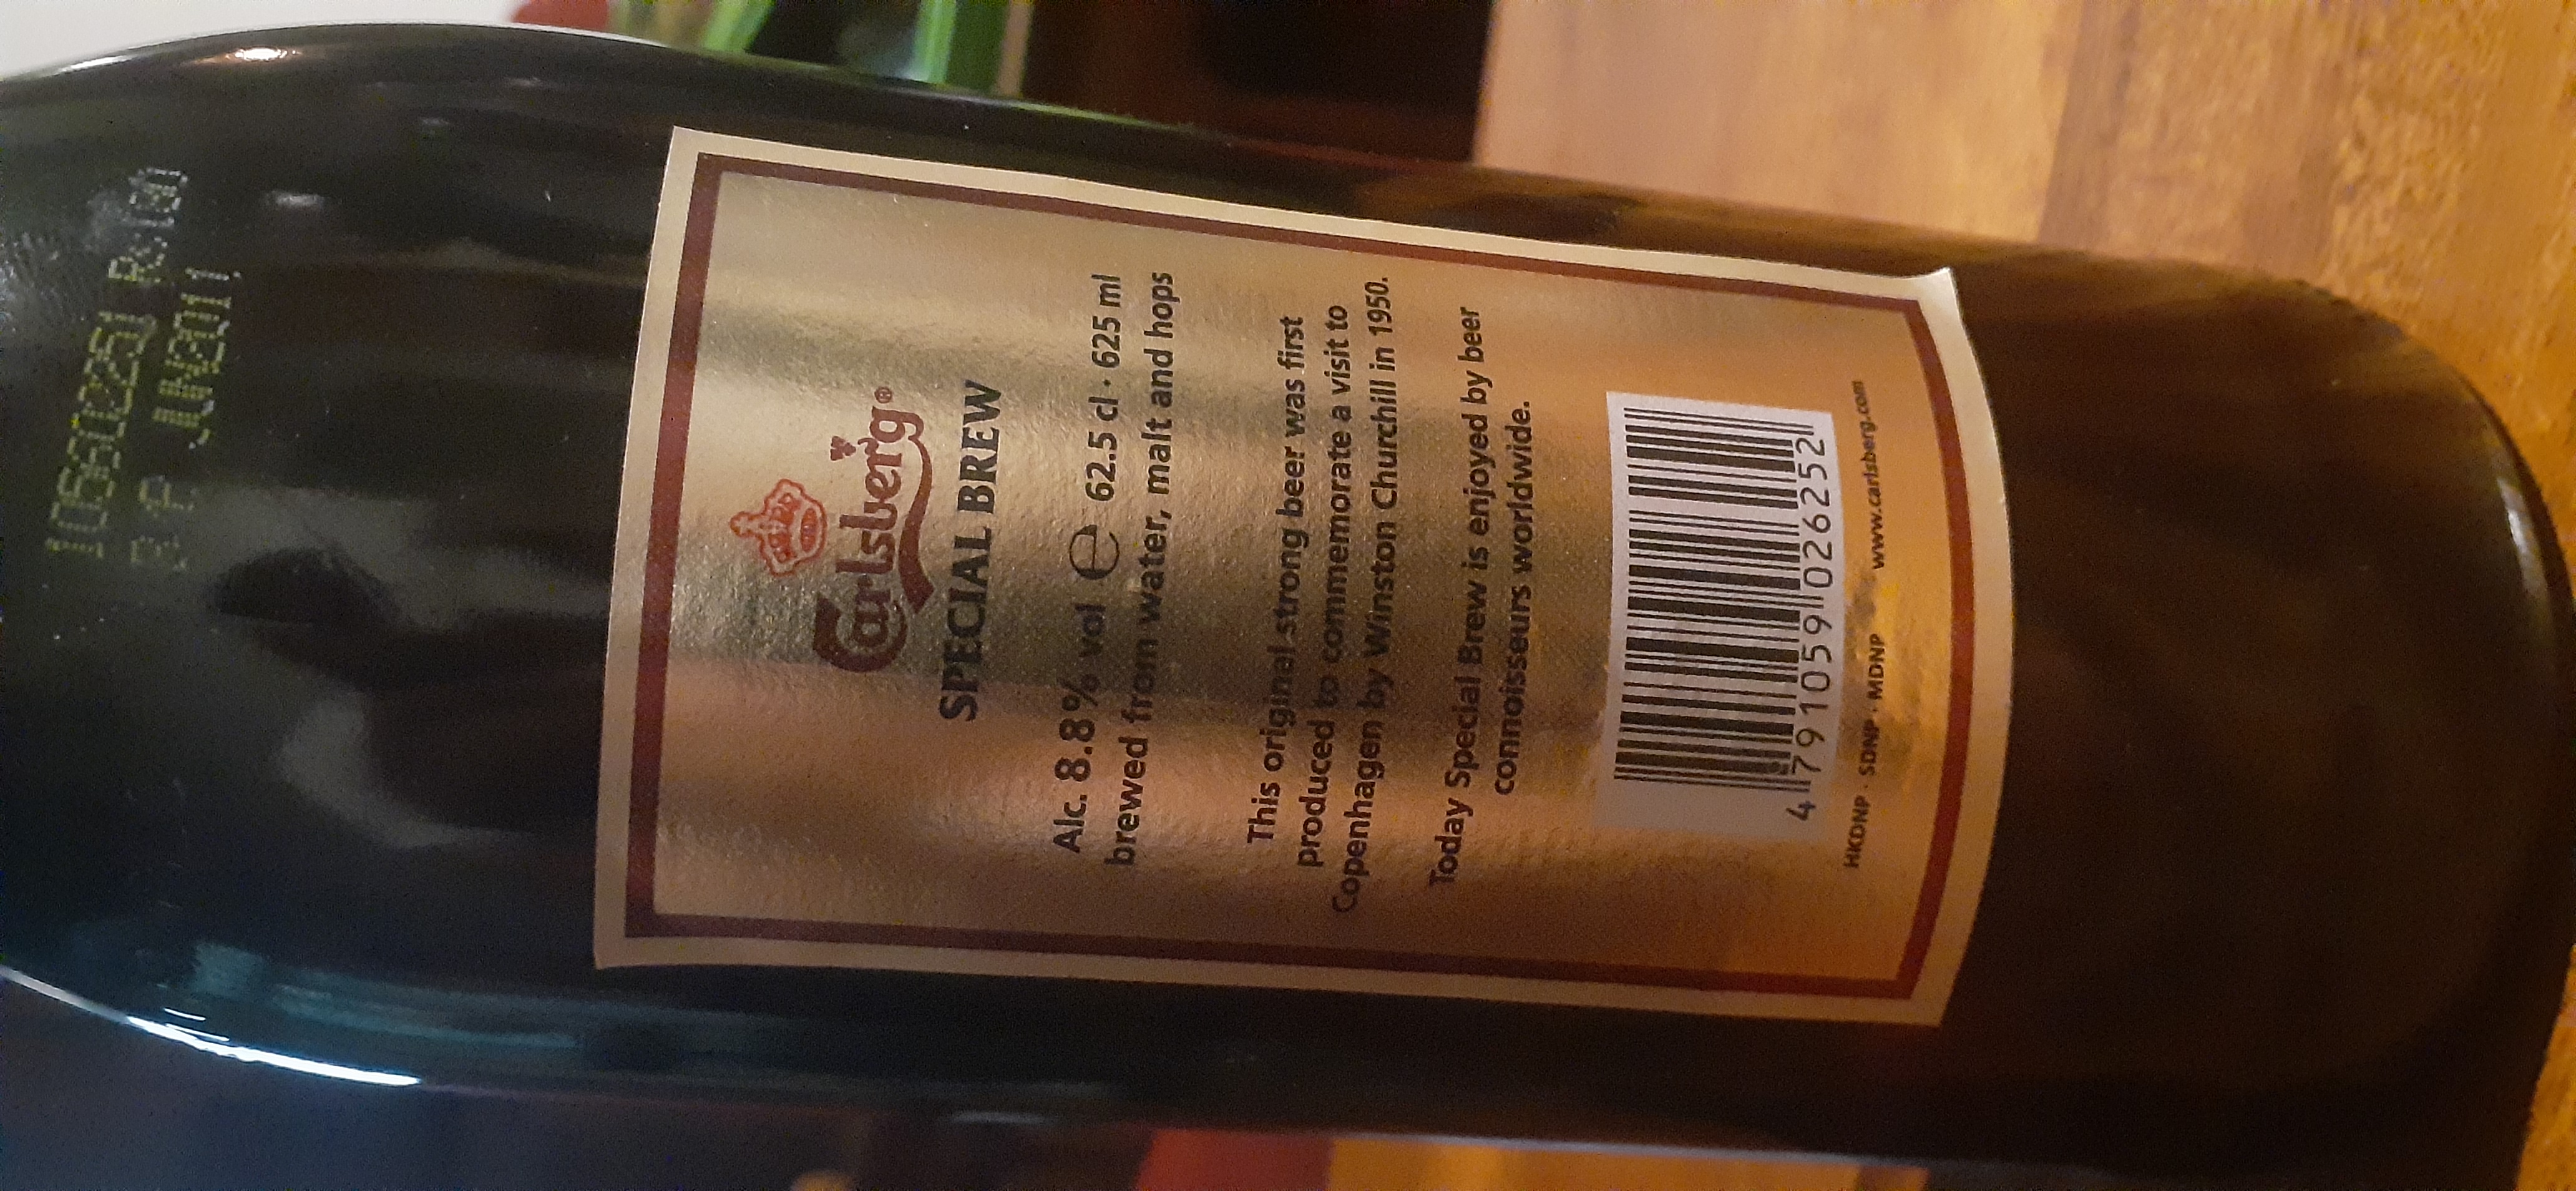 105602251
JUN2011
Carlsberg®
SPECIAL BREW
Alc. 8.8% vol ℮ 62.5 cl · 625 ml
brewed from water, malt and hops
This original strong beer was first
produced to commemorate a visit to
Copenhagen by Winston Churchill in 1950.
Today Special Brew is enjoyed by beer
connoisseurs worldwide.
4 791059 026252
HKDNP · SDNP · MDNP www.carlsberg.com